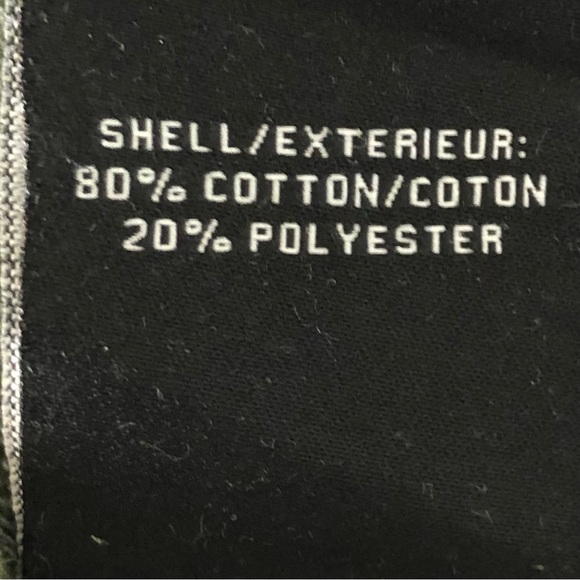 SHELL/EXTERIEUR:
80% COTTON/COTON
20% POLYESTER